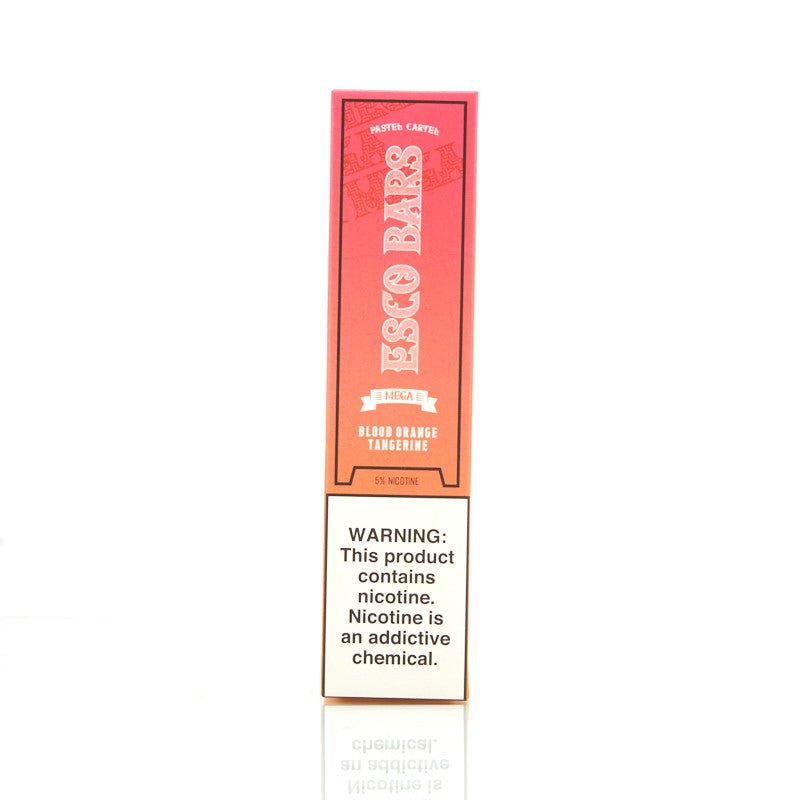 PASTEL CARTEL
ESCO BARS
MEGA
BLOOD ORANGE
TANGERINE
5% NICOTINE
WARNING:
This product
contains
nicotine.
Nicotine is
an addictive
chemical.